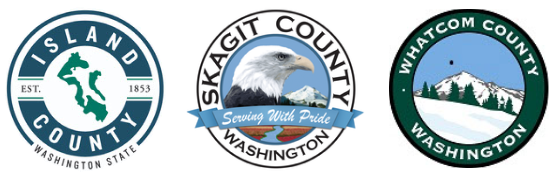 ISLAND
EST. 1853
COUNTY
WASHINGTON STATE
SKAGIT COUNTY
Serving With Pride
WASHINGTON
WHATCOM COUNTY
WASHINGTON